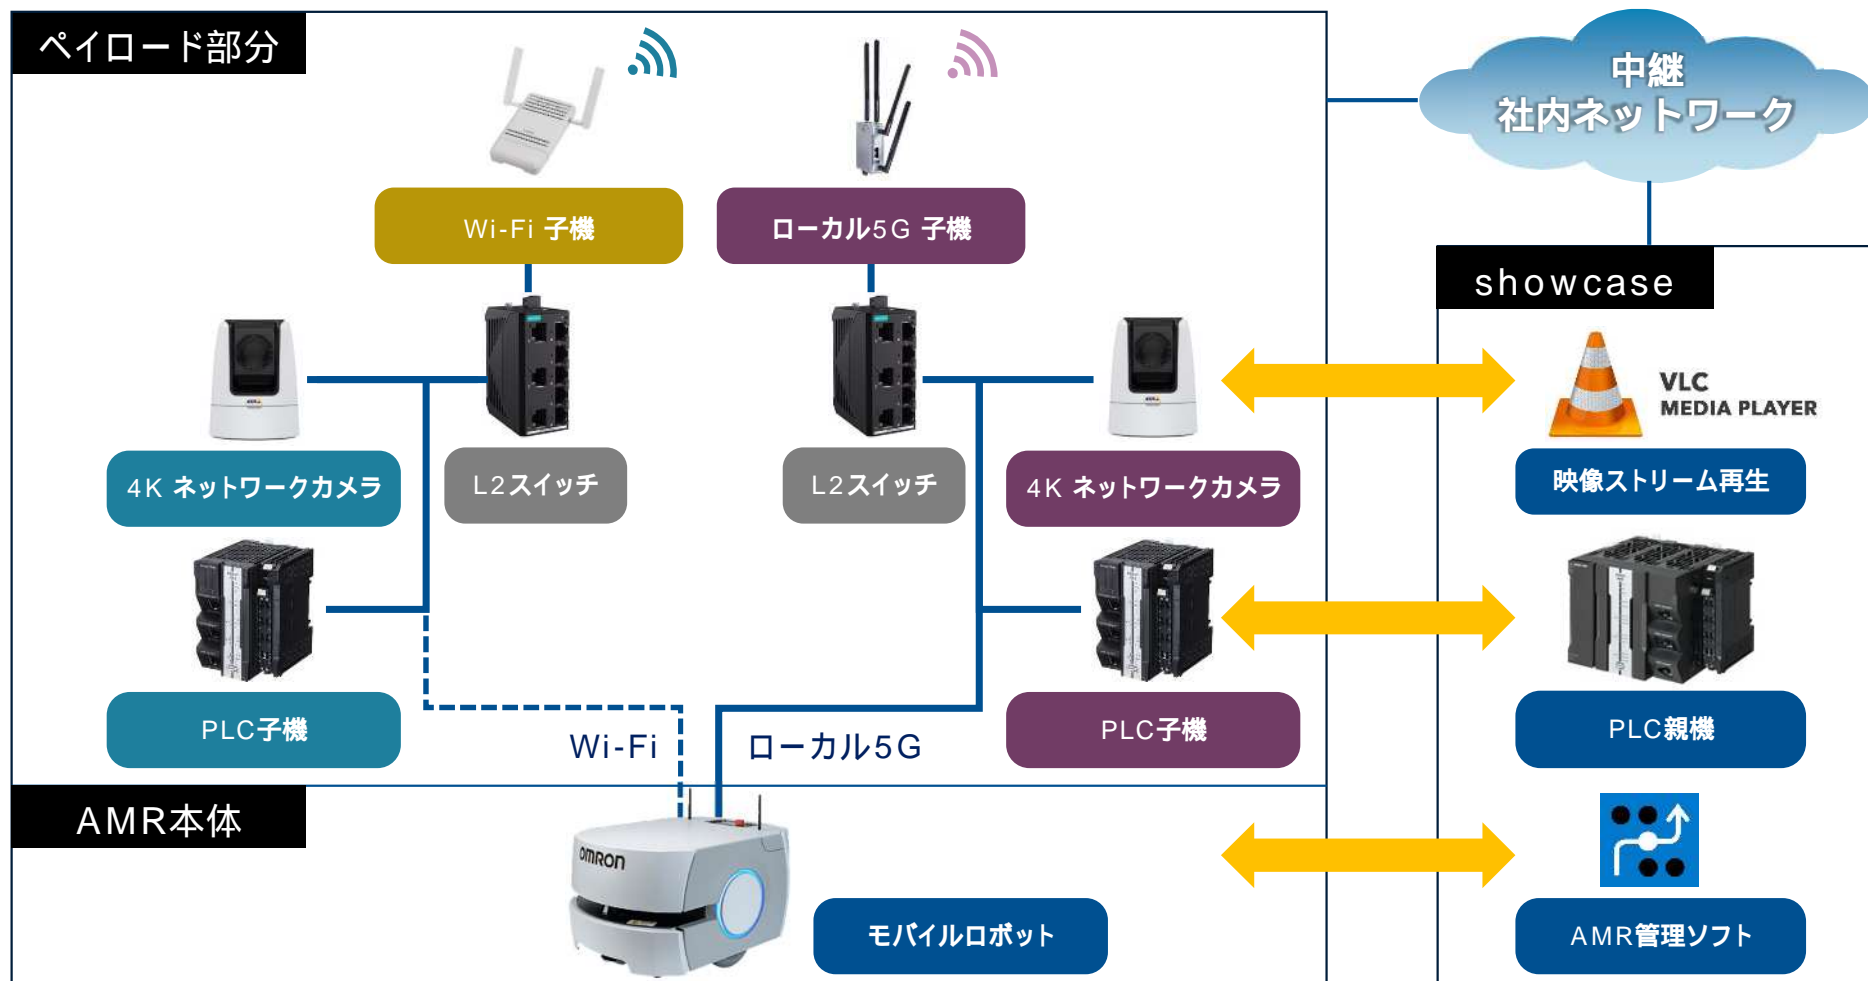 ペイロード部分
中継
社内ネットワーク
Wi-Fi 子機
ローカル5G 子機
showcase
VLC
MEDIA PLAYER
4K ネットワークカメラ
L2スイッチ
L2スイッチ
4K ネットワークカメラ
映像ストリーム再生
PLC子機
Wi-Fi
ローカル5G
PLC子機
PLC親機
AMR本体
OMRON
モバイルロボット
AMR管理ソフト